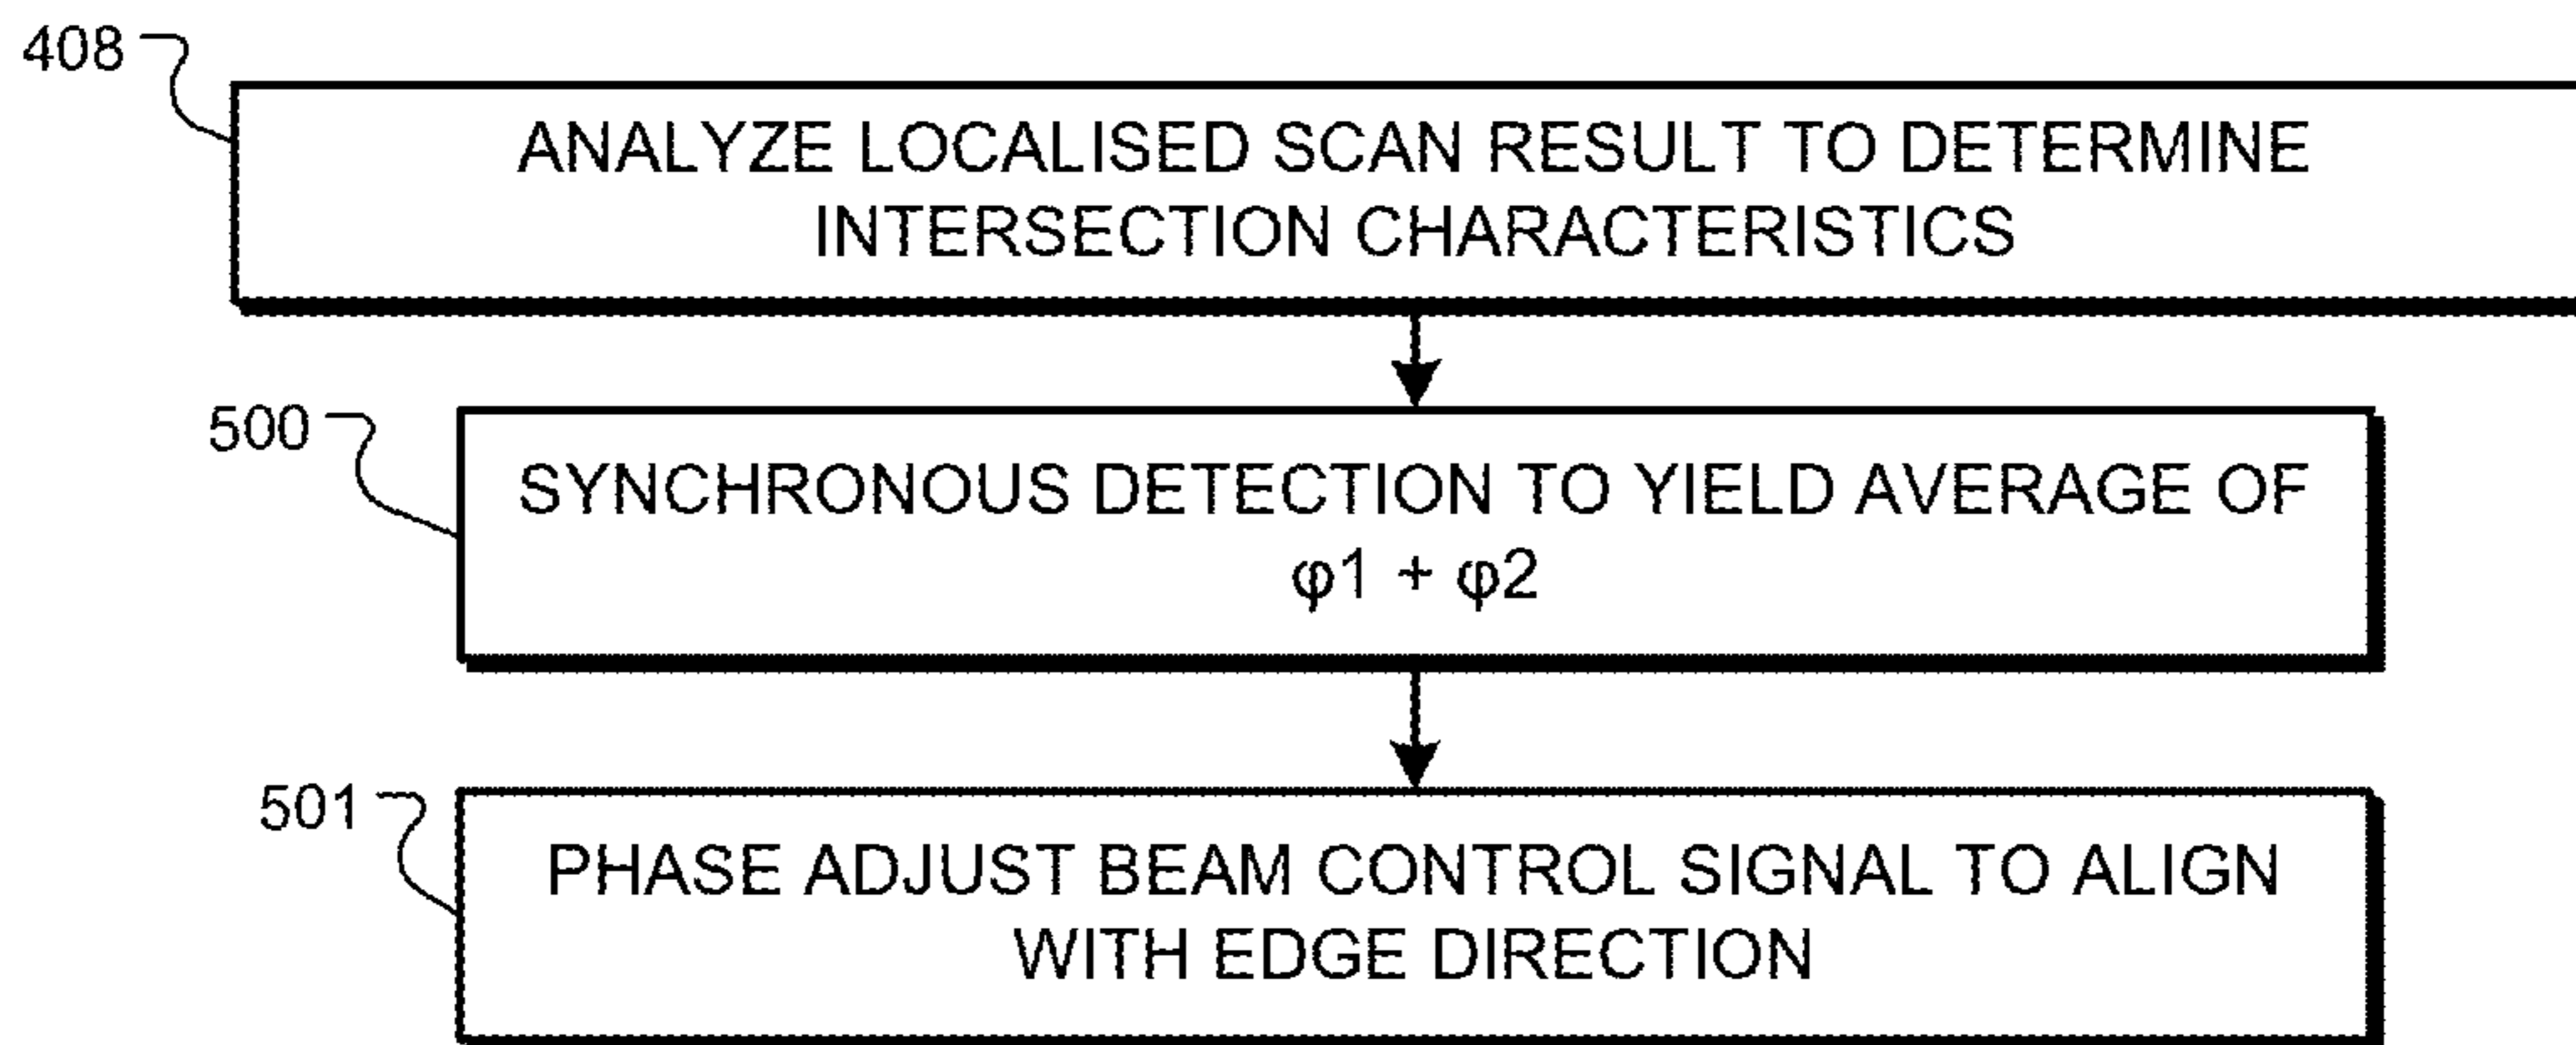 408
ANALYZE LOCALISED SCAN RESULT TO DETERMINE
INTERSECTION CHARACTERISTICS
500
SYNCHRONOUS DETECTION TO YIELD AVERAGE OF
φ1 + φ2
501
PHASE ADJUST BEAM CONTROL SIGNAL TO ALIGN
WITH EDGE DIRECTION